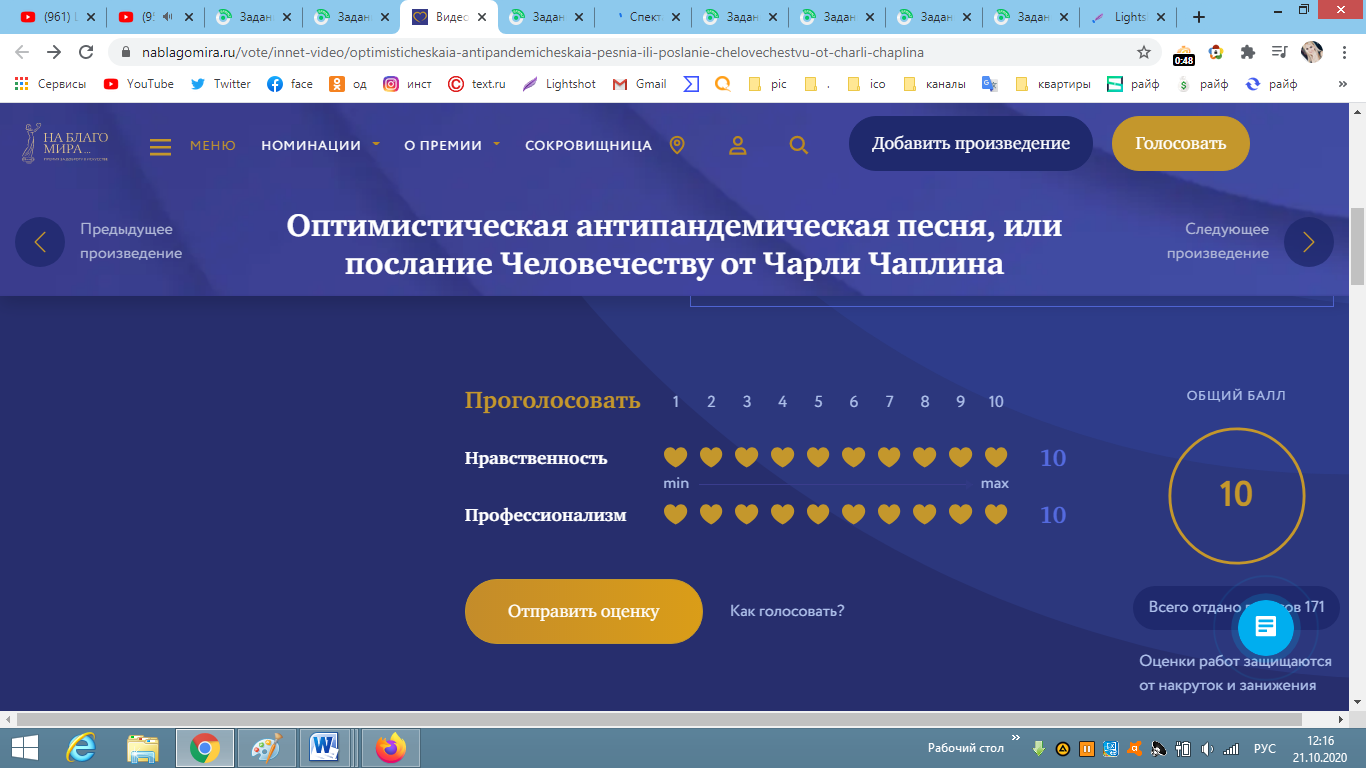 (961) L
(95
Задан
Задан
Видео
Задан
Спектр
Задан
Задан
Задан
Задан
Lights
nablagomira.ru/vote/innet-video/optimisticheskaia-antipandemicheskaia-pesnia-ili-poslanie-chelovechestvu-ot-charli-chaplina
0:48
Сервисы YouTube Twitter face од инст text.ru Lightshot Gmail pic . ico каналы квартиры райф райф райф »
НА БЛАГО
МИРА...
МЕНЮ НОМИНАЦИИ О ПРЕМИИ СОКРОВИЩНИЦА Добавить произведение Голосовать
Предыдущее
произведение
Оптимистическая антипандемическая песня, или
послание Человечеству от Чарли Чаплина
Следующее
произведение
Проголосовать 1 2 3 4 5 6 7 8 9 10
Нравственность 10
min max
Профессионализм 10
ОБЩИЙ БАЛЛ
10
Отправить оценку Как голосовать?
Всего отдано 171
Оценки работ защищаются
от накруток и занижения
Рабочий стол » РУС 12:16
21.10.2020